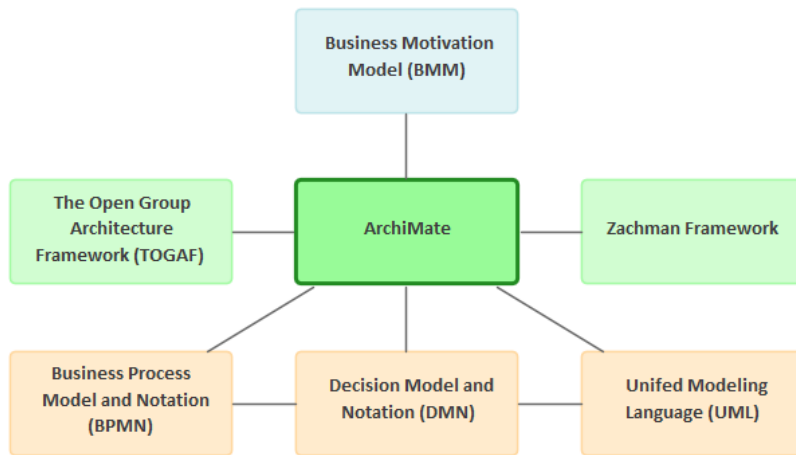 Business Motivation
Model (BMM)
The Open Group
Architecture
Framework (TOGAF)
ArchiMate
Zachman Framework
Business Process
Model and Notation
(BPMN)
Decision Model and
Notation (DMN)
Unifed Modeling
Language (UML)